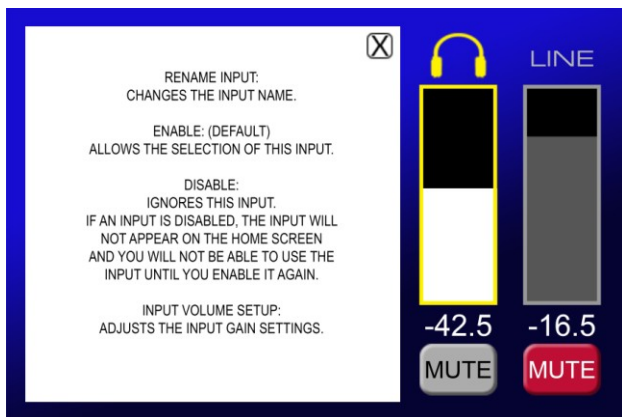 X
RENAME INPUT:
CHANGES THE INPUT NAME.
ENABLE: (DEFAULT)
ALLOWS THE SELECTION OF THIS INPUT.
DISABLE:
IGNORES THIS INPUT.
IF AN INPUT IS DISABLED, THE INPUT WILL
NOT APPEAR ON THE HOME SCREEN
AND YOU WILL NOT BE ABLE TO USE THE
INPUT UNTIL YOU ENABLE IT AGAIN.
INPUT VOLUME SETUP:
ADJUSTS THE INPUT GAIN SETTINGS.
LINE
-42.5
-16.5
MUTE
MUTE